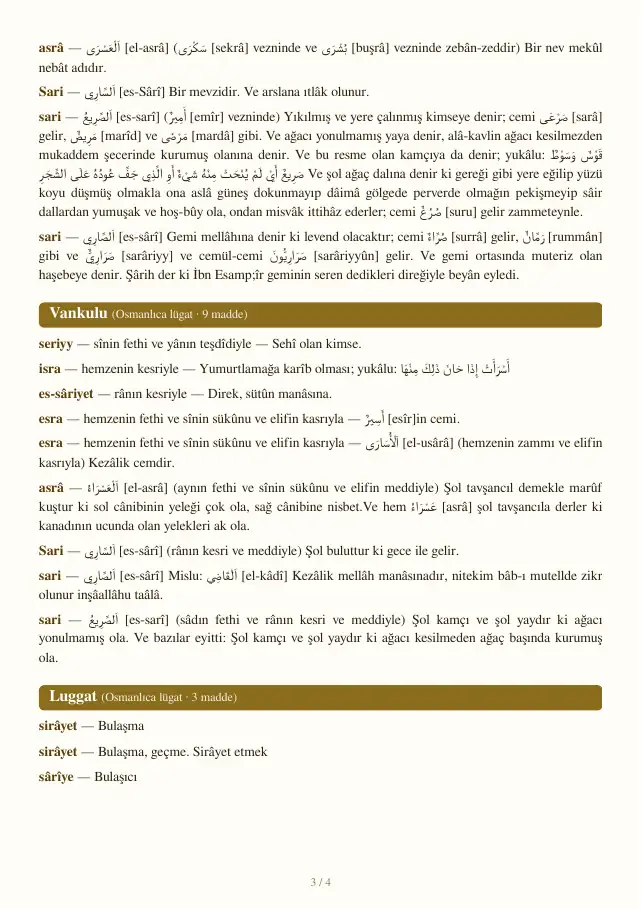 asrâ — اَلْعَسْرَى [el-asrâ] (سَكْرَى [sekrâ] vezninde ve بُشَرَى [buşrâ] vezninde zebân-zeddir) Bir nev mekûl
nebât adıdır.
Sari — اَلسَّارِي [es-Sârî] Bir mevzidir. Ve arslana ıtlâk olunur.
sari — اَلصَّرِيعُ [es-sarî] (أَمِيرٌ [emîr] vezninde) Yıkılmış ve yere çalınmış kimseye denir; cemi صَرْعَى [sarâ]
gelir, مَرِيضٌ [marîd] ve مَرْضَى [mardâ] gibi. Ve ağacı yonulmamış yaya denir, alâ-kavlin ağacı kesilmezden
mukaddem şecerinde kurumuş olanına denir. Ve bu resme olan kamçıya da denir; yukâlu: قَوْسٌ وَسَوْطٌ
صَرِيعٌ أَيْ لَمْ يُنْحَتْ مِنْهُ شَيْءٌ أَوِ الَّذِي جَفَّ عُودُهُ عَلَى الشَّجَرِ Ve şol ağaç dalına denir ki gereği gibi yere eğilip yüzü
koyu düşmüş olmakla ona aslâ güneş dokunmayıp dâimâ gölgede perverde olmağın pekişmeyip sâir
dallardan yumuşak ve hoş-bûy ola, ondan misvâk ittihâz ederler; cemi صُرُعٌ [suru] gelir zammeteynle.
sari — اَلصَّارِي [es-sârî] Gemi mellâhına denir ki levend olacaktır; cemi صُرَّاءٌ [surrâ] gelir, رُمَّانٌ [rummân]
gibi ve صَرَارِيٌّ [sarâriyy] ve cemül-cemi صَرَارِيُّونَ [sarâriyyûn] gelir. Ve gemi ortasında muteriz olan
haşebeye denir. Şârih der ki İbn Esamp;îr geminin seren dedikleri direğiyle beyân eyledi.
Vankulu (Osmanlıca lügat · 9 madde)
seriyy — sînin fethi ve yânın teşdîdiyle — Sehî olan kimse.
isra — hemzenin kesriyle — Yumurtlamağa karîb olması; yukâlu: أَسْرَأَتْ إِذَا حَانَ ذَلِكَ مِنْهَا
es-sâriyet — rânın kesriyle — Direk, sütûn manâsına.
esra — hemzenin fethi ve sînin sükûnu ve elifin kasrıyla — أَسِيرٌ [esîr]in cemi.
esra — hemzenin fethi ve sînin sükûnu ve elifin kasrıyla — اَلْأُسَارَى [el-usârâ] (hemzenin zammı ve elifin
kasrıyla) Kezâlik cemdir.
asrâ — اَلْعَسْرَاءُ [el-asrâ] (aynın fethi ve sînin sükûnu ve elifin meddiyle) Şol tavşancıl demekle marûf
kuştur ki sol cânibinin yeleği çok ola, sağ cânibine nisbet.Ve hem عَسْرَاءُ [asrâ] şol tavşancıla derler ki
kanadının ucunda olan yelekleri ak ola.
Sari — اَلسَّارِي [es-sârî] (rânın kesri ve meddiyle) Şol buluttur ki gece ile gelir.
sari — اَلصَّارِي [es-sârî] Mislu: اَلْقَاضِي [el-kâdî] Kezâlik mellâh manâsınadır, nitekim bâb-ı mutellde zikr
olunur inşâallâhu taâlâ.
sari — اَلصَّرِيعُ [es-sarî] (sâdın fethi ve rânın kesri ve meddiyle) Şol kamçı ve şol yaydır ki ağacı
yonulmamış ola. Ve bazılar eyitti: Şol kamçı ve şol yaydır ki ağacı kesilmeden ağaç başında kurumuş
ola.
Luggat (Osmanlıca lügat · 3 madde)
sirâyet — Bulaşma
sirâyet — Bulaşma, geçme. Sirâyet etmek
sârîye — Bulaşıcı
3 / 4